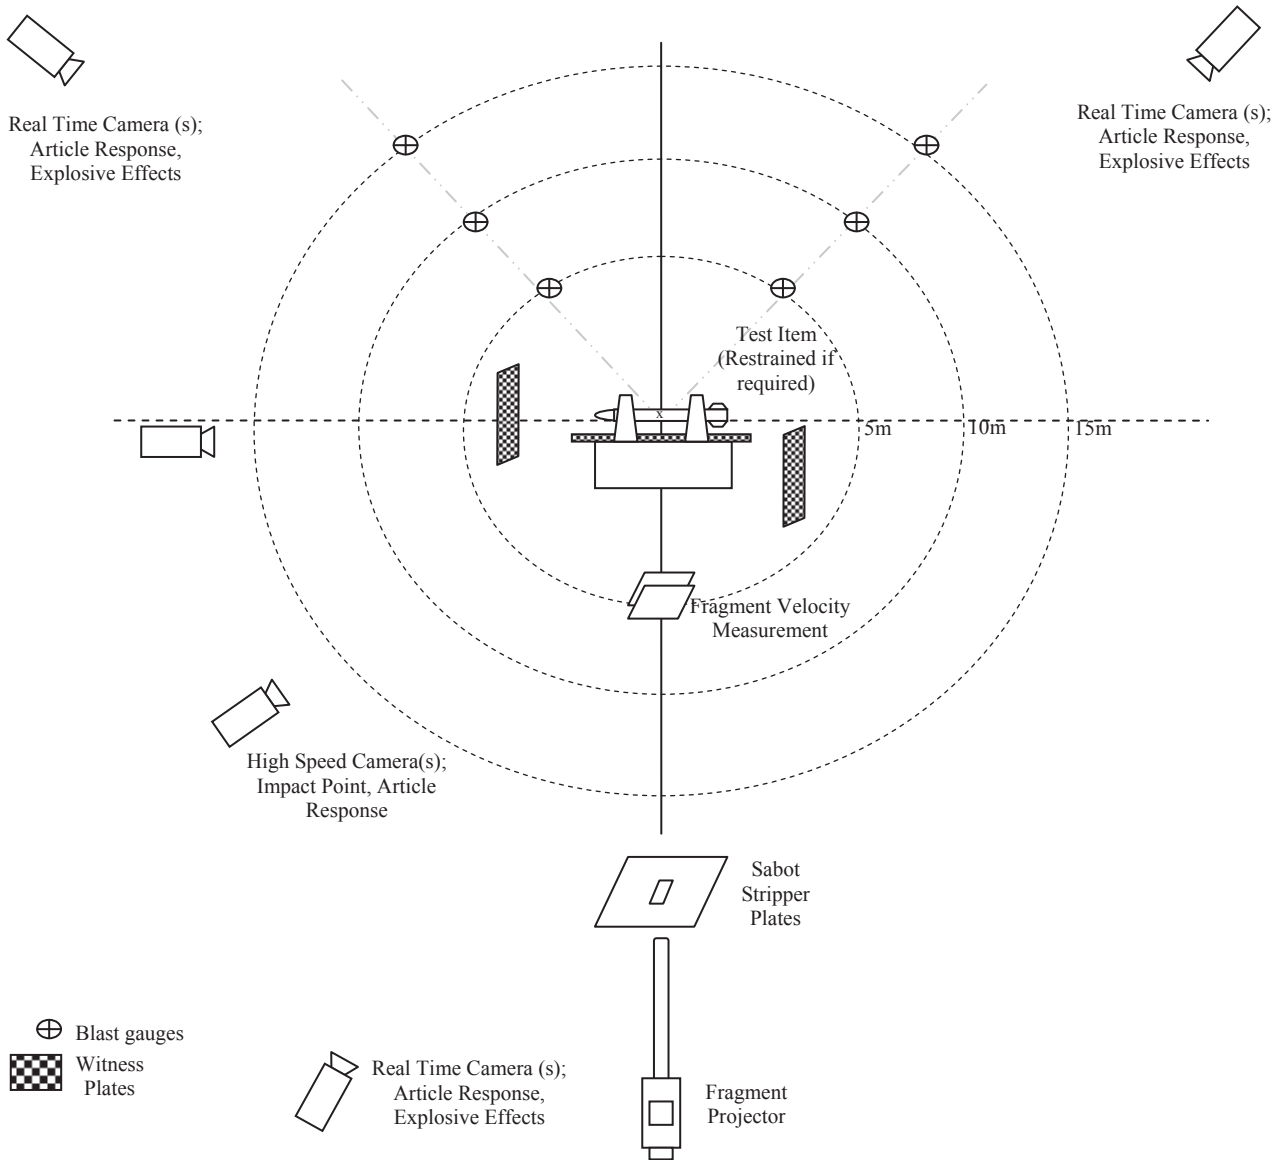 Real Time Camera (s);
Article Response,
Explosive Effects
Real Time Camera (s);
Article Response,
Explosive Effects
Test Item
(Restrained if
required)
x
5m
10m
15m
Fragment Velocity
Measurement
High Speed Camera(s);
Impact Point, Article
Response
Sabot
Stripper
Plates
Blast gauges
Witness
Plates
Real Time Camera (s);
Article Response,
Explosive Effects
Fragment
Projector